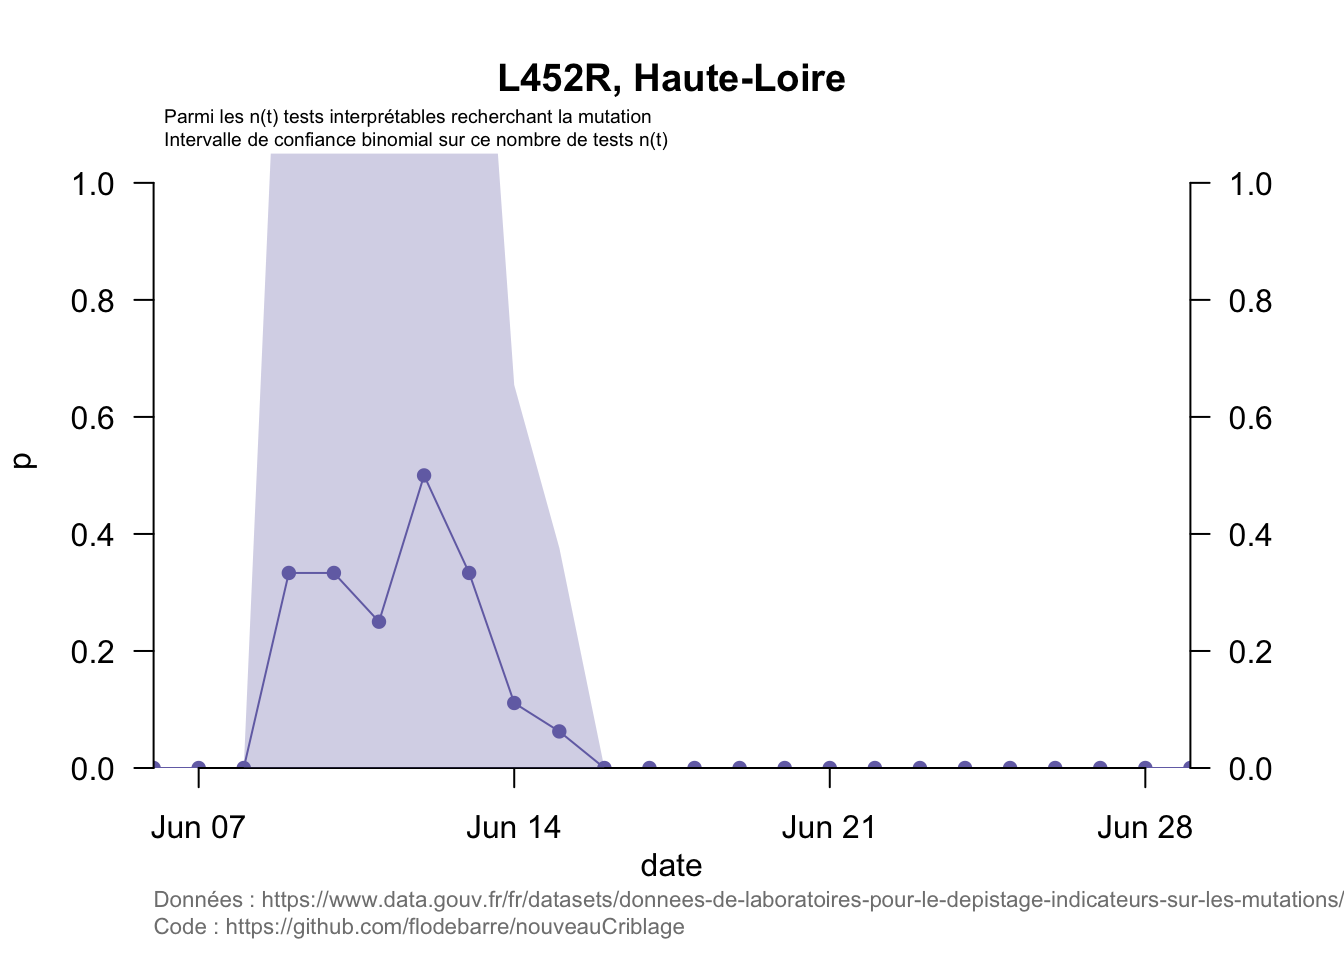 L452R, Haute-Loire
Parmi les n(t) tests interprétables recherchant la mutation
Intervalle de confiance binomial sur ce nombre de tests n(t)
1.0
0.8
0.6
0.4
0.2
0.0
p
1.0
0.8
0.6
0.4
0.2
0.0
Jun 07 Jun 14 Jun 21 Jun 28
date
Données : https://www.data.gouv.fr/fr/datasets/donnees-de-laboratoires-pour-le-depistage-indicateurs-sur-les-mutations/
Code : https://github.com/flodebarre/nouveauCriblage